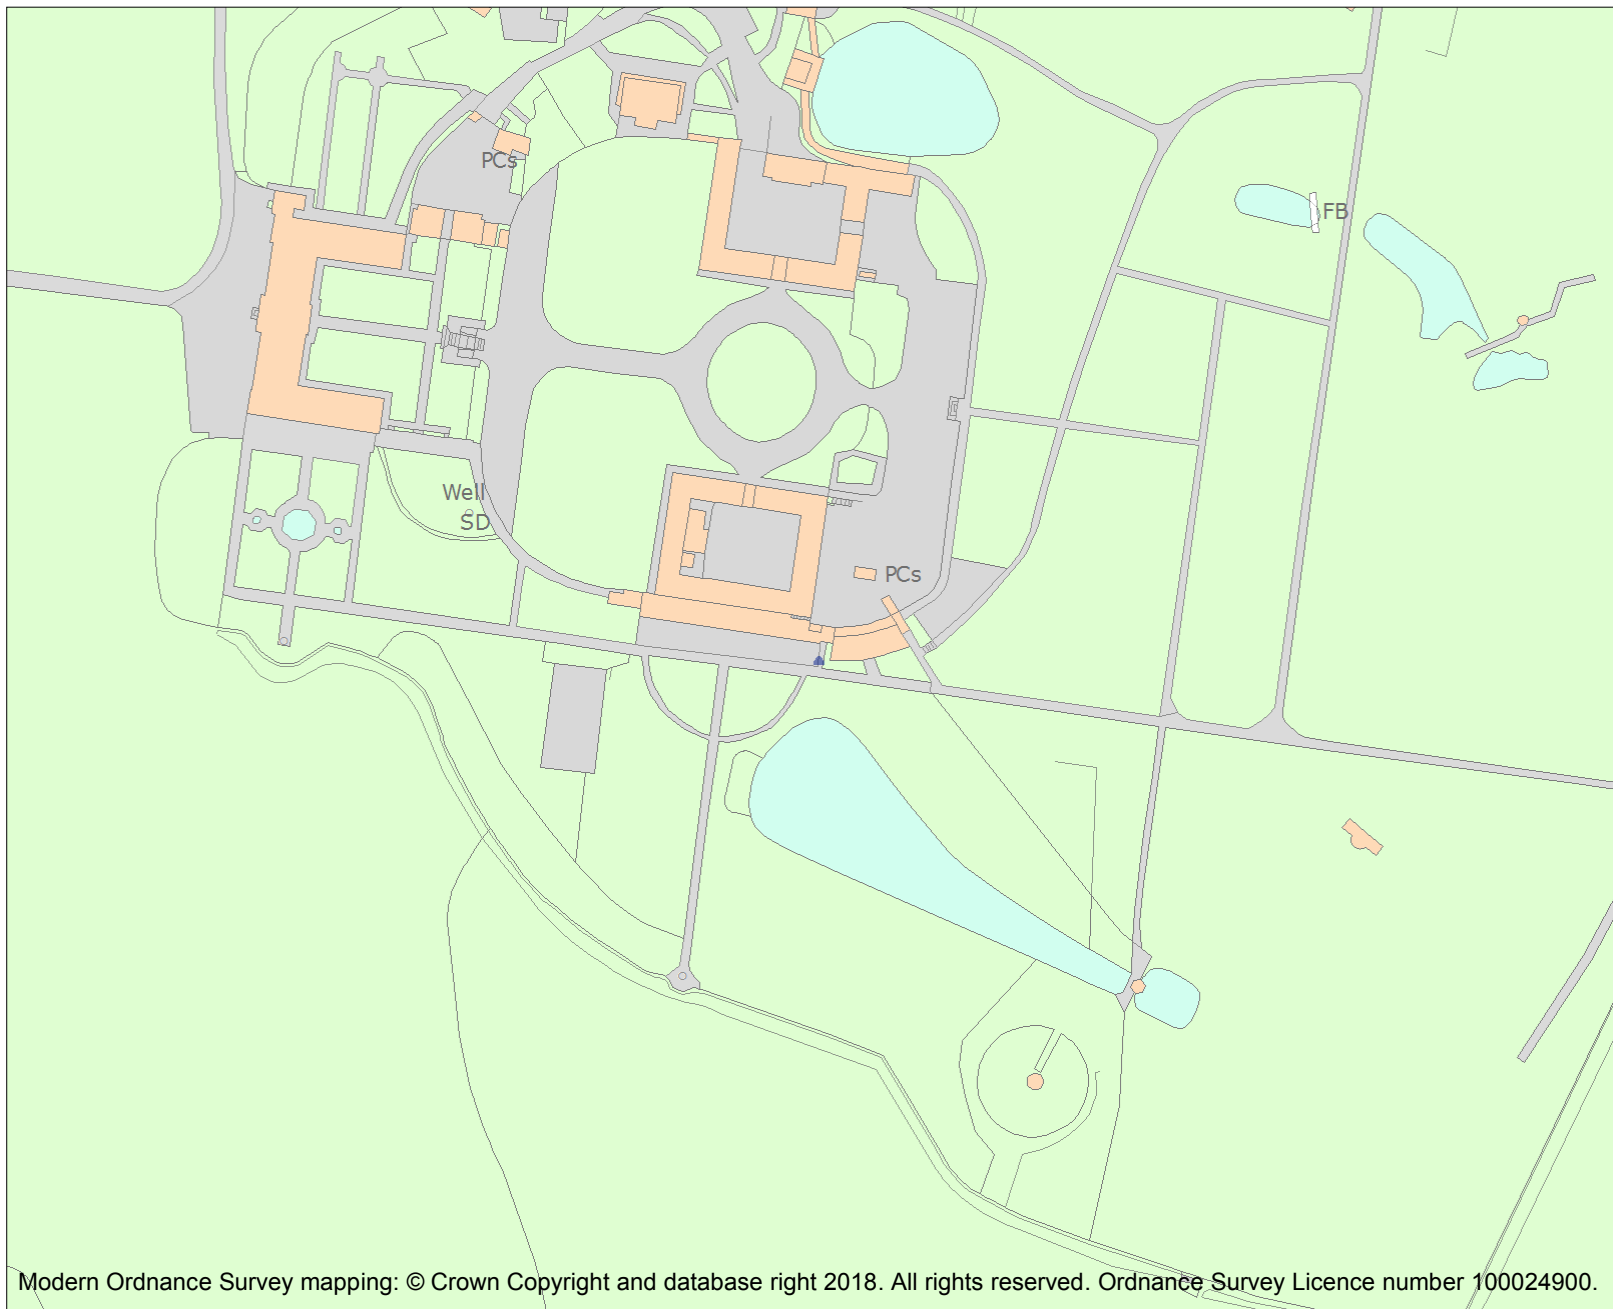 PCs
FB
Well
SD
PCs
Modern Ordnance Survey mapping: © Crown Copyright and database right 2018. All rights reserved. Ordnance Survey Licence number 100024900.